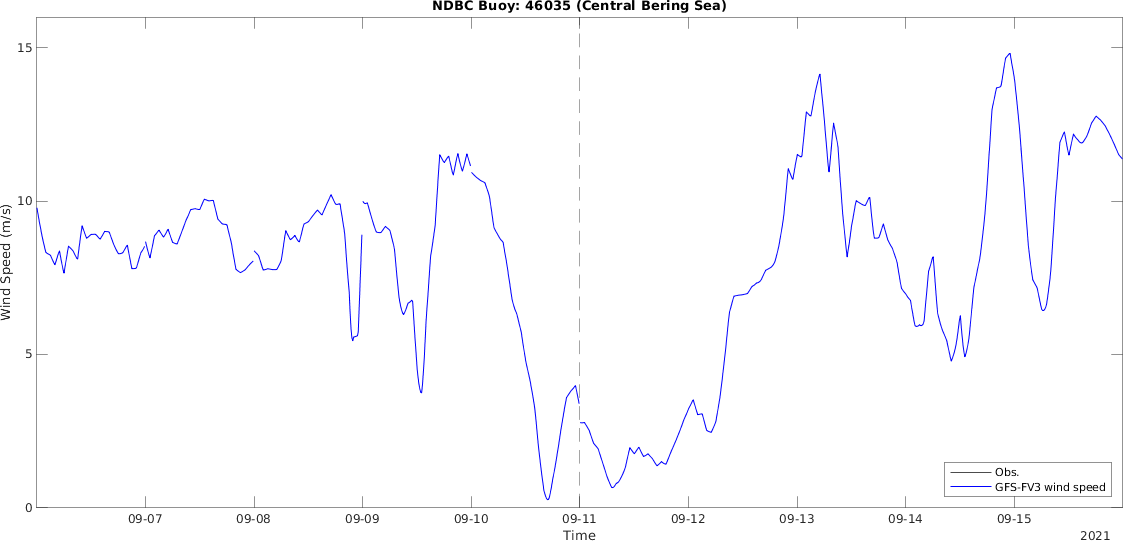 NDBC Buoy: 46035 (Central Bering Sea)
15
10
5
0
Wind Speed (m/s)
09-07 09-08 09-09 09-10 09-11 09-12 09-13 09-14 09-15
Time
2021
Obs.
GFS-FV3 wind speed